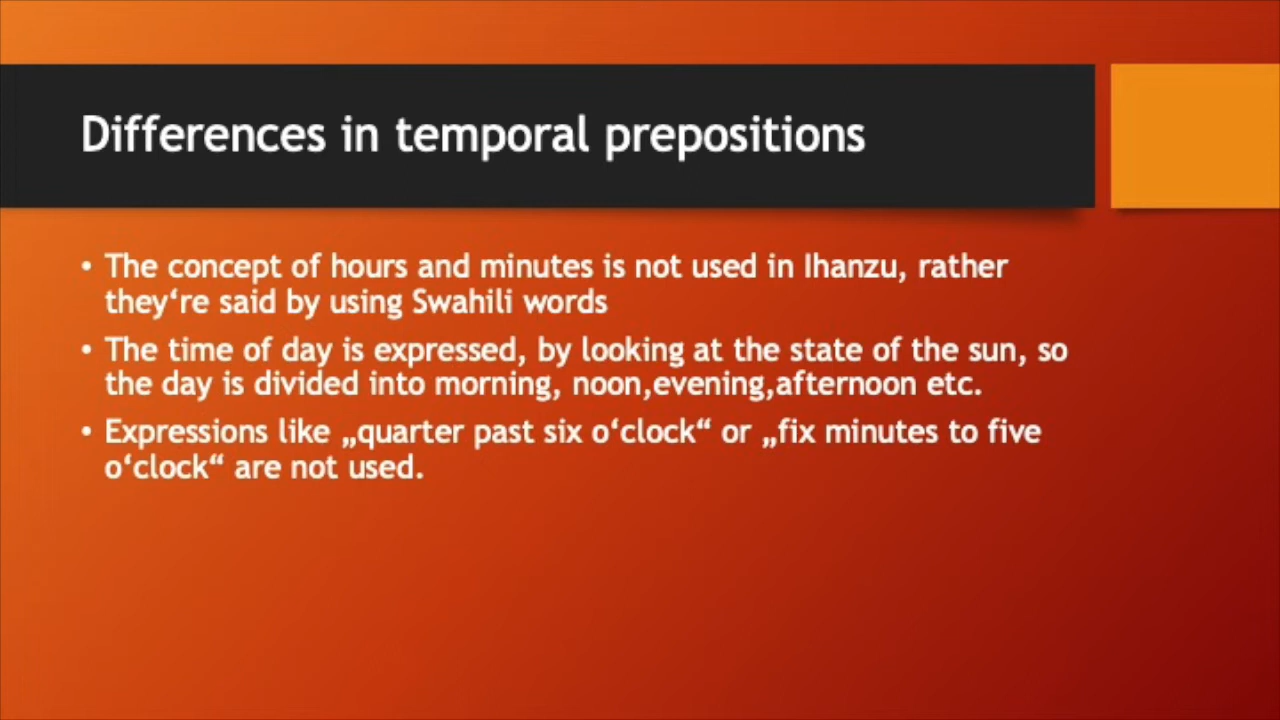 Differences in temporal prepositions
• The concept of hours and minutes is not used in Ihanzu, rather
they‘re said by using Swahili words
• The time of day is expressed, by looking at the state of the sun, so
the day is divided into morning, noon,evening,afternoon etc.
• Expressions like „quarter past six o‘clock“ or „fix minutes to five
o‘clock“ are not used.